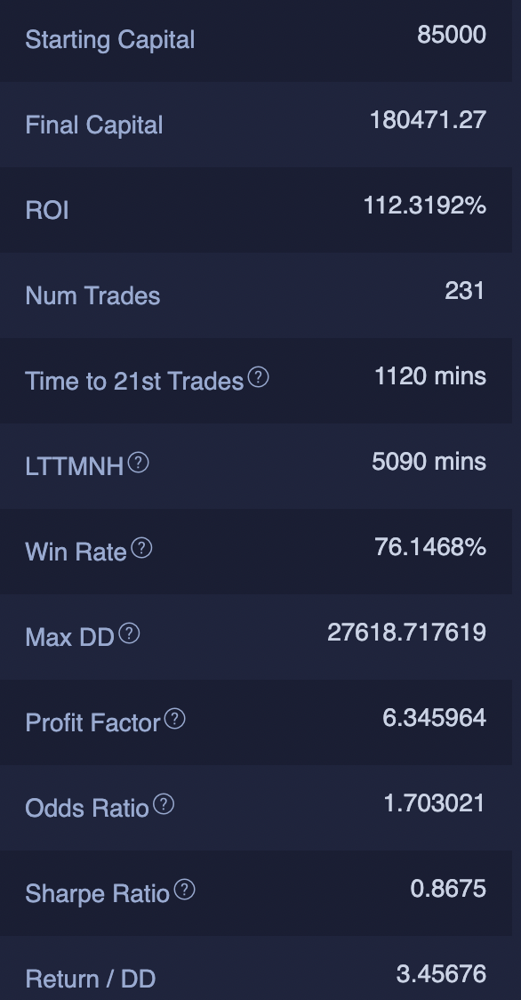 Starting Capital 85000
Final Capital 180471.27
ROI 112.3192%
Num Trades 231
Time to 21st Trades ? 1120 mins
LTTMNH ? 5090 mins
Win Rate ? 76.1468%
Max DD ? 27618.717619
Profit Factor ? 6.345964
Odds Ratio ? 1.703021
Sharpe Ratio ? 0.8675
Return / DD 3.45676